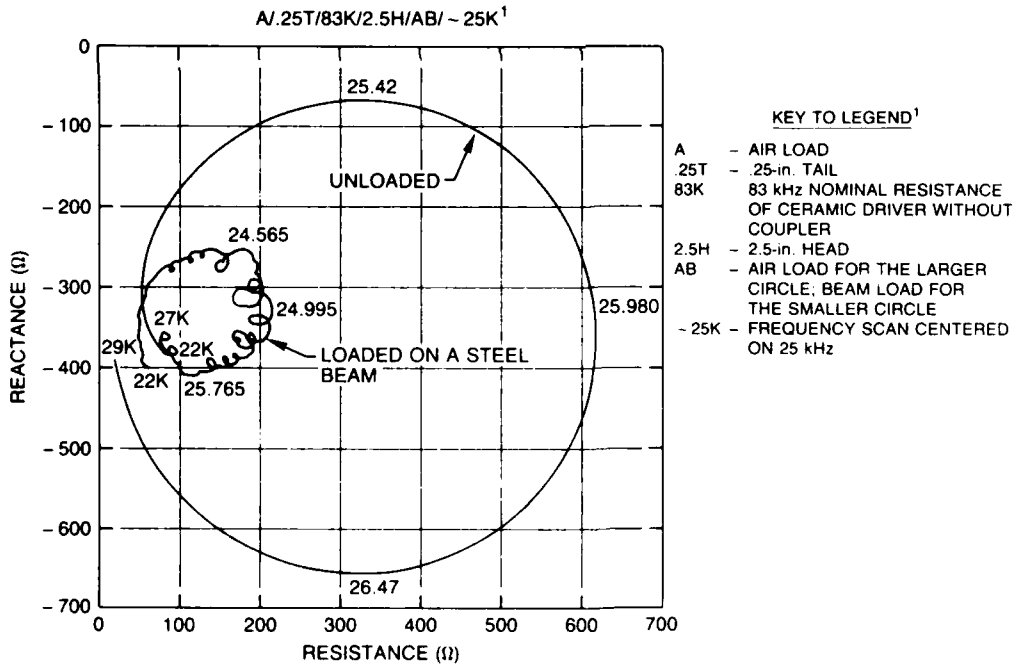 A/.25T/83K/2.5H/AB/ ~ 25K¹
0
- 100
- 200
- 300
- 400
- 500
- 600
- 700
REACTANCE (Ω)
0
100
200
300
400
500
600
700
RESISTANCE (Ω)
25.42
UNLOADED
24.565
24.995
25.980
27K
29K
22K
22K
25.765
LOADED ON A STEEL
BEAM
26.47
KEY TO LEGEND¹
A – AIR LOAD
.25T – .25-in. TAIL
83K 83 kHz NOMINAL RESISTANCE
OF CERAMIC DRIVER WITHOUT
COUPLER
2.5H – 2.5-in. HEAD
AB – AIR LOAD FOR THE LARGER
CIRCLE; BEAM LOAD FOR
THE SMALLER CIRCLE
~ 25K – FREQUENCY SCAN CENTERED
ON 25 kHz